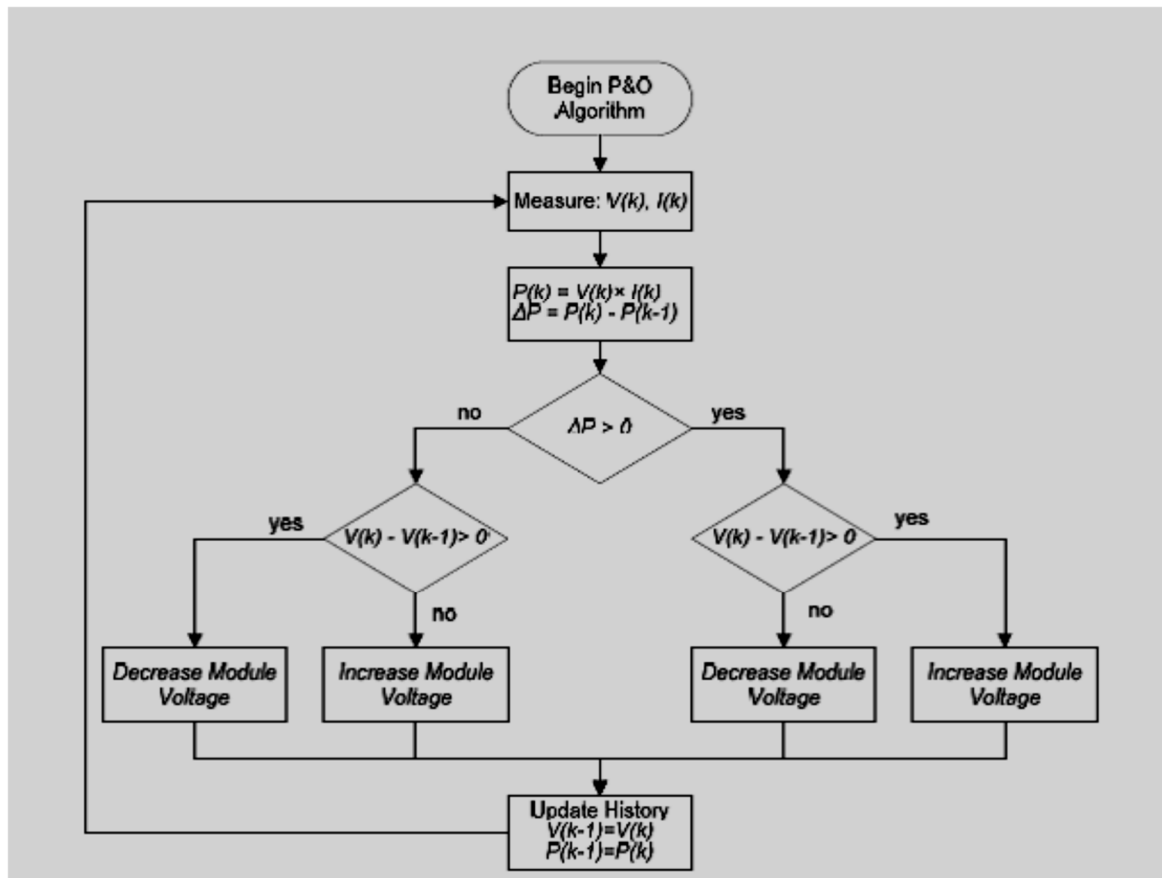 Begin P&O
Algorithm
Measure: V(k), I(k)
P(k) = V(k)× I(k)
ΔP = P(k) - P(k-1)
no
ΔP > 0
yes
yes
V(k) - V(k-1)> 0
no
V(k) - V(k-1)> 0
yes
no
Decrease Module
Voltage
Increase Module
Voltage
Decrease Module
Voltage
Increase Module
Voltage
Update History
V(k-1)=V(k)
P(k-1)=P(k)